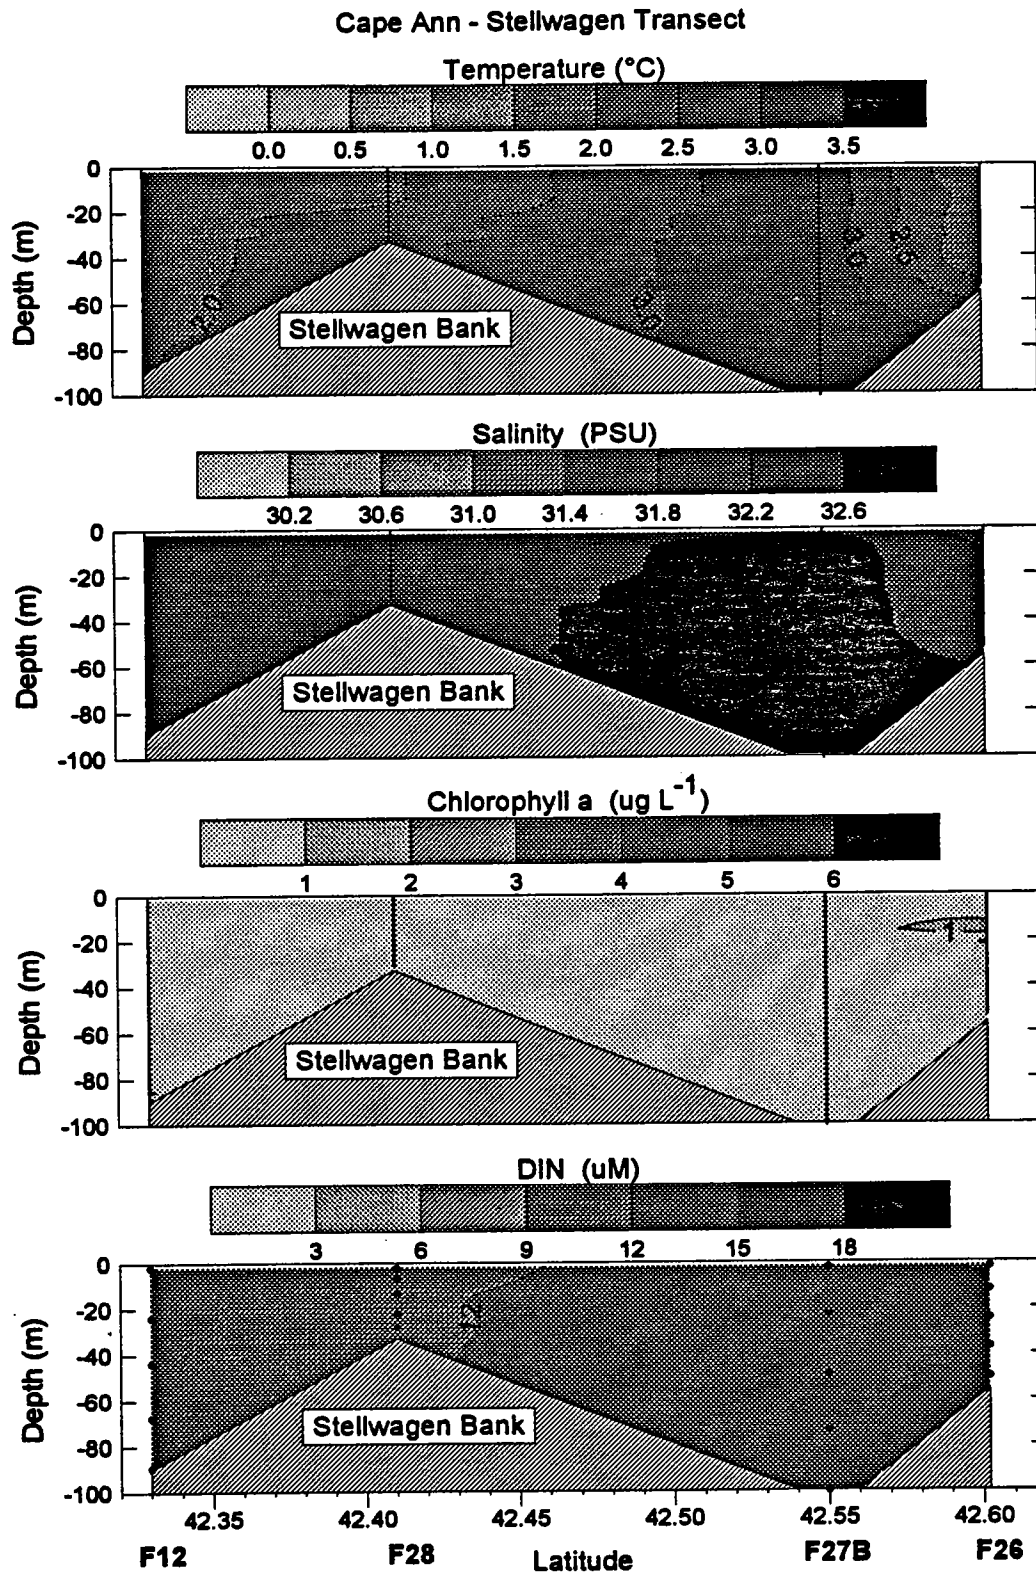 Cape Ann - Stellwagen Transect
Temperature (°C)
0.0 0.5 1.0 1.5 2.0 2.5 3.0 3.5
0
-20
-40
-60
-80
-100
Depth (m)
3.0
3.0
2.5
Stellwagen Bank
Salinity (PSU)
30.2 30.6 31.0 31.4 31.8 32.2 32.6
0
-20
-40
-60
-80
-100
Depth (m)
Stellwagen Bank
Chlorophyll a (ug L-1)
1 2 3 4 5 6
0
-20
-40
-60
-80
-100
Depth (m)
1
Stellwagen Bank
DIN (uM)
3 6 9 12 15 18
0
-20
-40
-60
-80
-100
Depth (m)
12
Stellwagen Bank
42.35 42.40 42.45 42.50 42.55 42.60
F12 F28 Latitude F27B F26